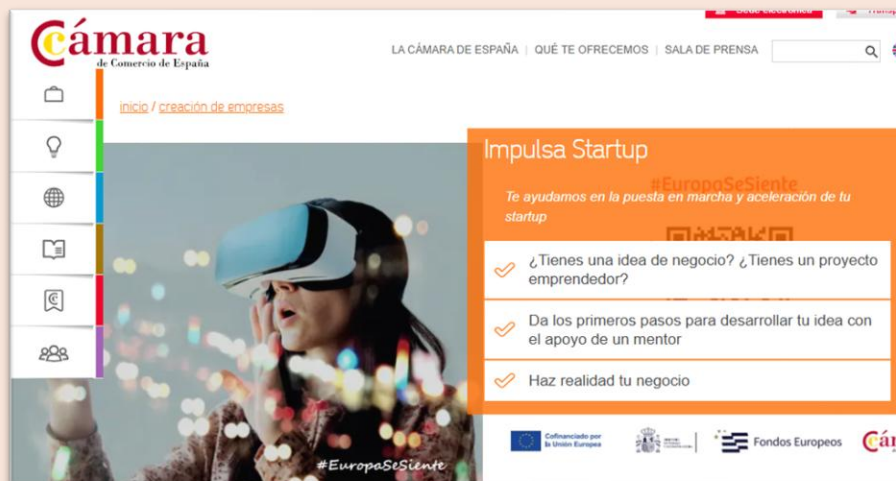 Sede electrónica
Cámara
de Comercio de España
LA CÁMARA DE ESPAÑA | QUÉ TE OFRECEMOS | SALA DE PRENSA
inicio / creación de empresas
Impulsa Startup
#EuropaSeSiente
Te ayudamos en la puesta en marcha y aceleración de tu
startup
¿Tienes una idea de negocio? ¿Tienes un proyecto
emprendedor?
Da los primeros pasos para desarrollar tu idea con
el apoyo de un mentor
Haz realidad tu negocio
#EuropaSeSiente
Cofinanciado por
la Unión Europea
Fondos Europeos